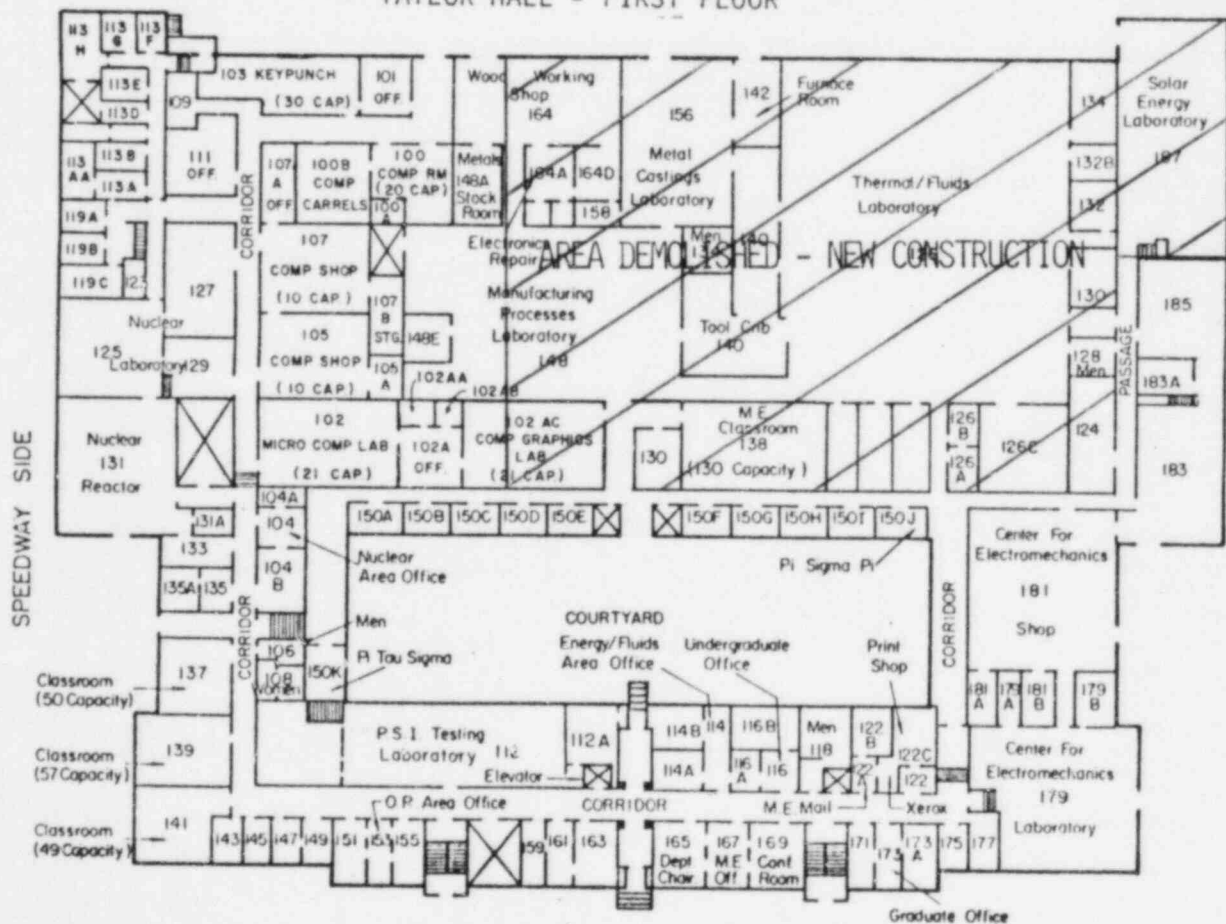 TAYLOR HALL - FIRST FLOOR
113 H
113 G
113 F
113E
113D
109
103 KEYPUNCH
(30 CAP)
101
OFF.
Wood Working
Shop
164
156
142
Furnace
Room
134
Solar
Energy
Laboratory
187
113
AA
113B
113A
111
OFF.
CORRIDOR
107
A
OFF
100B
COMP
CARRELS
100
COMP RM
(20 CAP)
100
A
Metals
148A
Stock
Room
164A
164D
158
Metal
Castings
Laboratory
Thermal/Fluids
Laboratory
132B
132
119A
119B
119C
123
127
107
COMP SHOP
(10 CAP)
107
B
STG.
148E
Electronics
Repair
Men
AREA DEMOLISHED - NEW CONSTRUCTION
Manufacturing
Processes
Laboratory
148
Tool Crib
140
130
185
Nuclear
125
Laboratory
129
105
COMP SHOP
(10 CAP)
105
A
102AA
102AB
128
Men
PASSAGE
183A
SPEEDWAY SIDE
Nuclear
131
Reactor
102
MICRO COMP LAB
(21 CAP)
102A
OFF.
102 AC
COMP GRAPHICS
LAB
(21 CAP)
130
M.E.
Classroom
138
(130 Capacity)
126
B
126
A
126C
124
183
131A
104A
104
104
B
150A
150B
150C
150D
150E
150F
150G
150H
150I
150J
133
135A
135
Nuclear
Area Office
Pi Sigma Pi
Center For
Electromechanics
181
Shop
CORRIDOR
Men
COURTYARD
CORRIDOR
137
106
108
Women
150K
Pi Tau Sigma
Energy/Fluids
Area Office
Undergraduate
Office
Print
Shop
181
A
179
A
181
B
179
B
Classroom
(50 Capacity)
139
P.S.I. Testing
Laboratory
112
112A
Elevator
114B
114
114A
116B
116
A
116
Men
118
122
B
122
A
122C
122
Center For
Electromechanics
179
Laboratory
Classroom
(57 Capacity)
O.R. Area Office
CORRIDOR
M.E. Mail
Xerox
Classroom
(49 Capacity)
141
143
145
147
149
151
153
155
159
161
163
165
Dept
Chair
167
M.E
Off
169
Conf
Room
171
173
173
A
175
177
Graduate Office